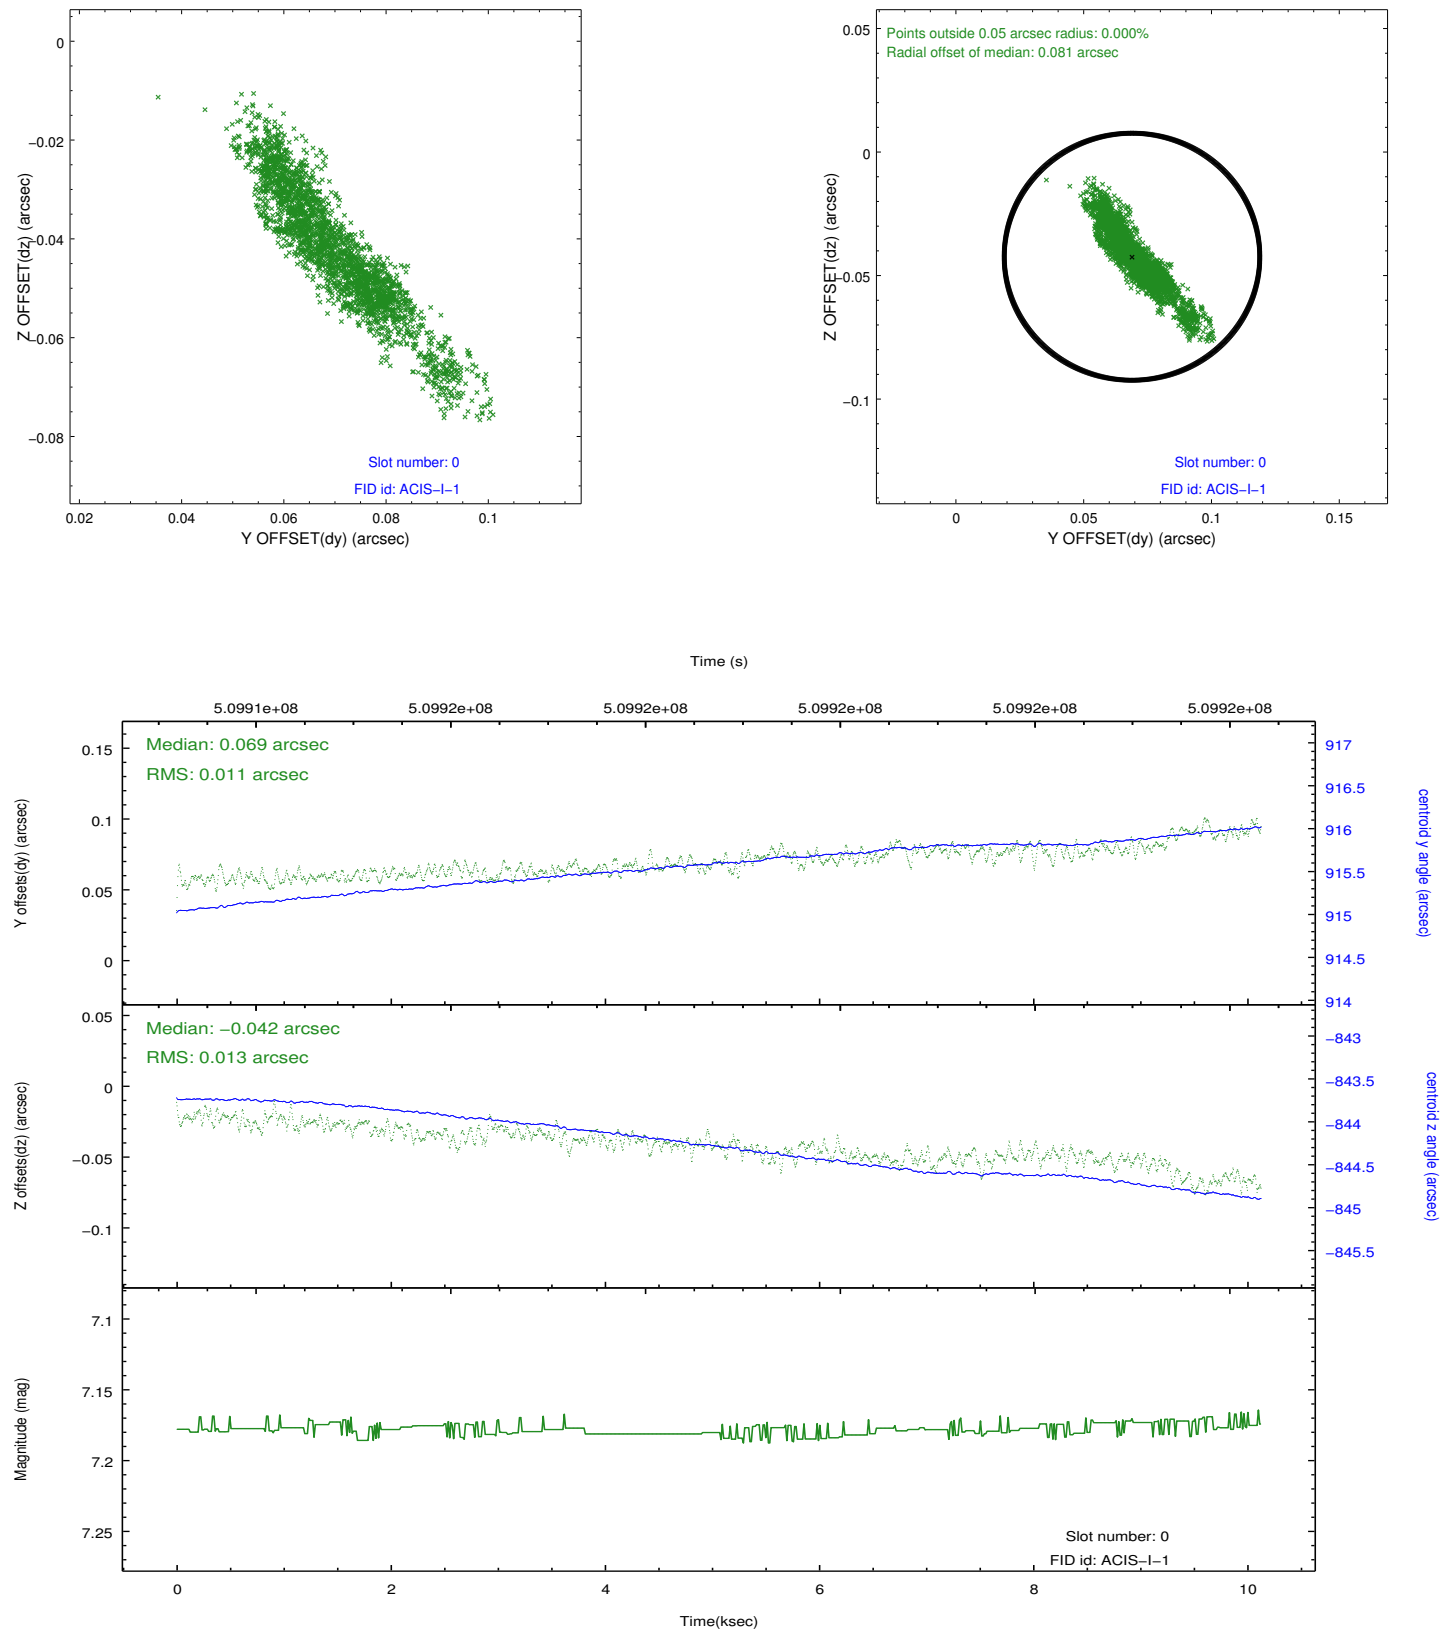 0
−0.02
−0.04
−0.06
−0.08
Z OFFSET(dz) (arcsec)
Slot number: 0
FID id: ACIS−I−1
0.02 0.04 0.06 0.08 0.1
Y OFFSET(dy) (arcsec)
Points outside 0.05 arcsec radius: 0.000%
Radial offset of median: 0.081 arcsec
0.05
0
−0.05
−0.1
Z OFFSET(dz) (arcsec)
Slot number: 0
FID id: ACIS−I−1
0 0.05 0.1 0.15
Y OFFSET(dy) (arcsec)
Time (s)
5.0991e+08 5.0992e+08 5.0992e+08 5.0992e+08 5.0992e+08 5.0992e+08
Median: 0.069 arcsec
RMS: 0.011 arcsec
0.15
0.1
0.05
0
Y offsets(dy) (arcsec)
917
916.5
916
915.5
915
914.5
914
centroid y angle (arcsec)
Median: −0.042 arcsec
RMS: 0.013 arcsec
0.05
0
−0.05
−0.1
Z offsets(dz) (arcsec)
−843
−843.5
−844
−844.5
−845
−845.5
centroid z angle (arcsec)
7.1
7.15
7.2
7.25
Magnitude (mag)
Slot number: 0
FID id: ACIS−I−1
0 2 4 6 8 10
Time(ksec)